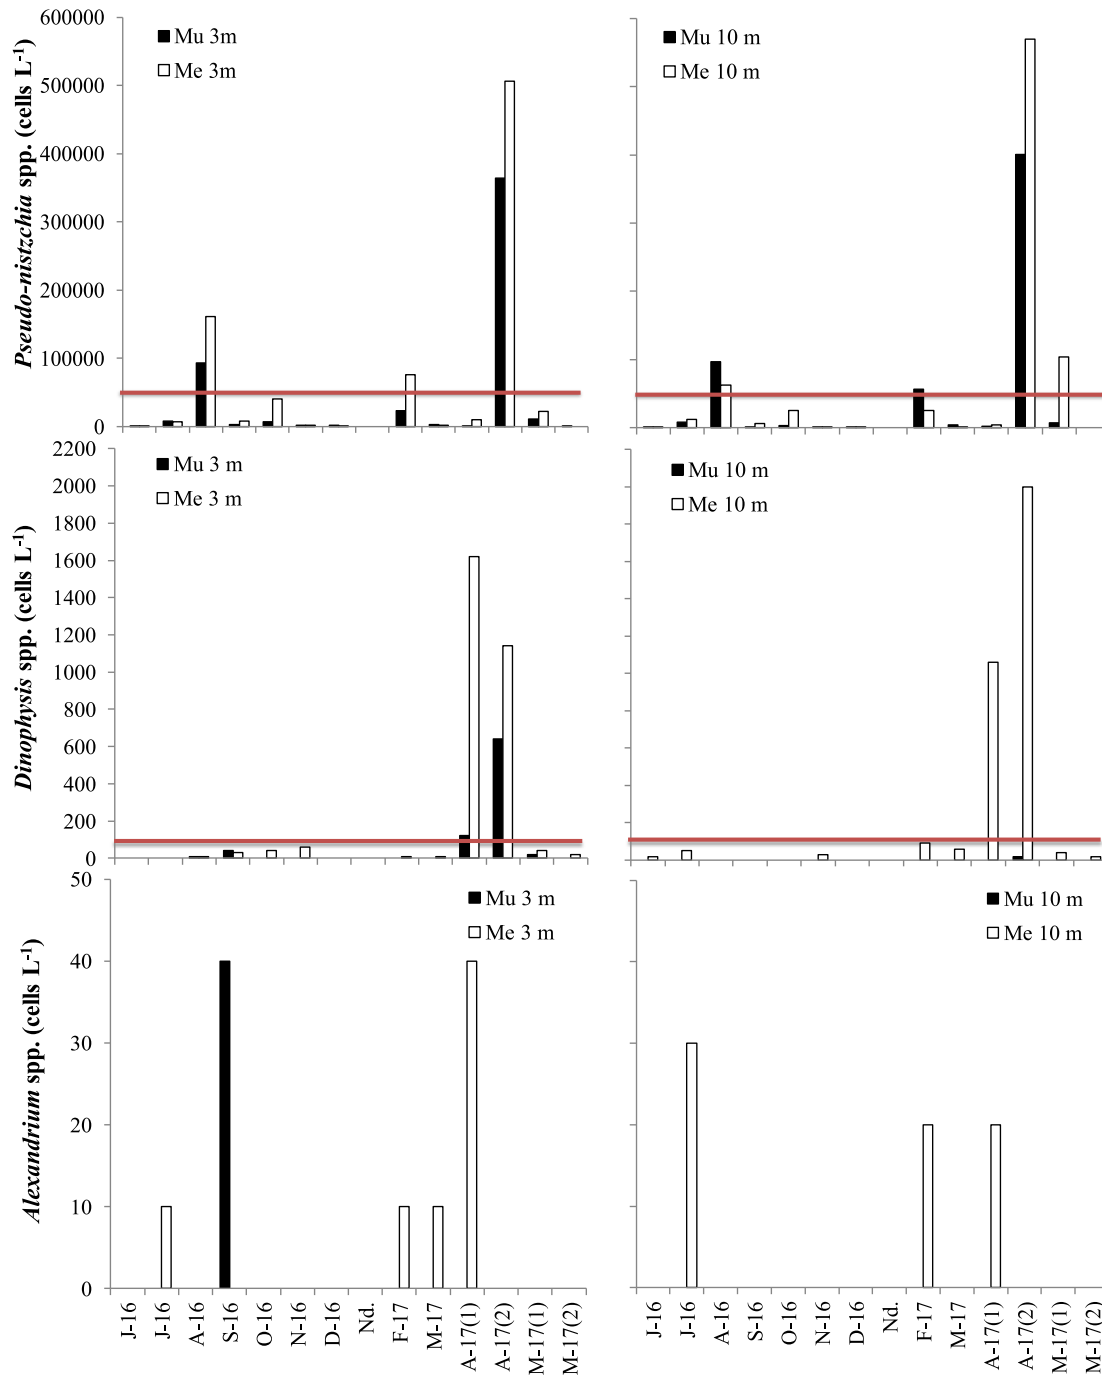 Pseudo-nistzchia spp. (cells L-1)
600000
500000
400000
300000
200000
100000
0
Mu 3m
Me 3m
Mu 10 m
Me 10 m
Dinophysis spp. (cells L-1)
2200
2000
1800
1600
1400
1200
1000
800
600
400
200
0
Mu 3 m
Me 3 m
Mu 10 m
Me 10 m
Alexandrium spp. (cells L-1)
50
40
30
20
10
0
Mu 3 m
Me 3 m
Mu 10 m
Me 10 m
J-16 J-16 A-16 S-16 O-16 N-16 D-16 Nd. F-17 M-17 A-17(1) A-17(2) M-17(1) M-17(2)
J-16 J-16 A-16 S-16 O-16 N-16 D-16 Nd. F-17 M-17 A-17(1) A-17(2) M-17(1) M-17(2)